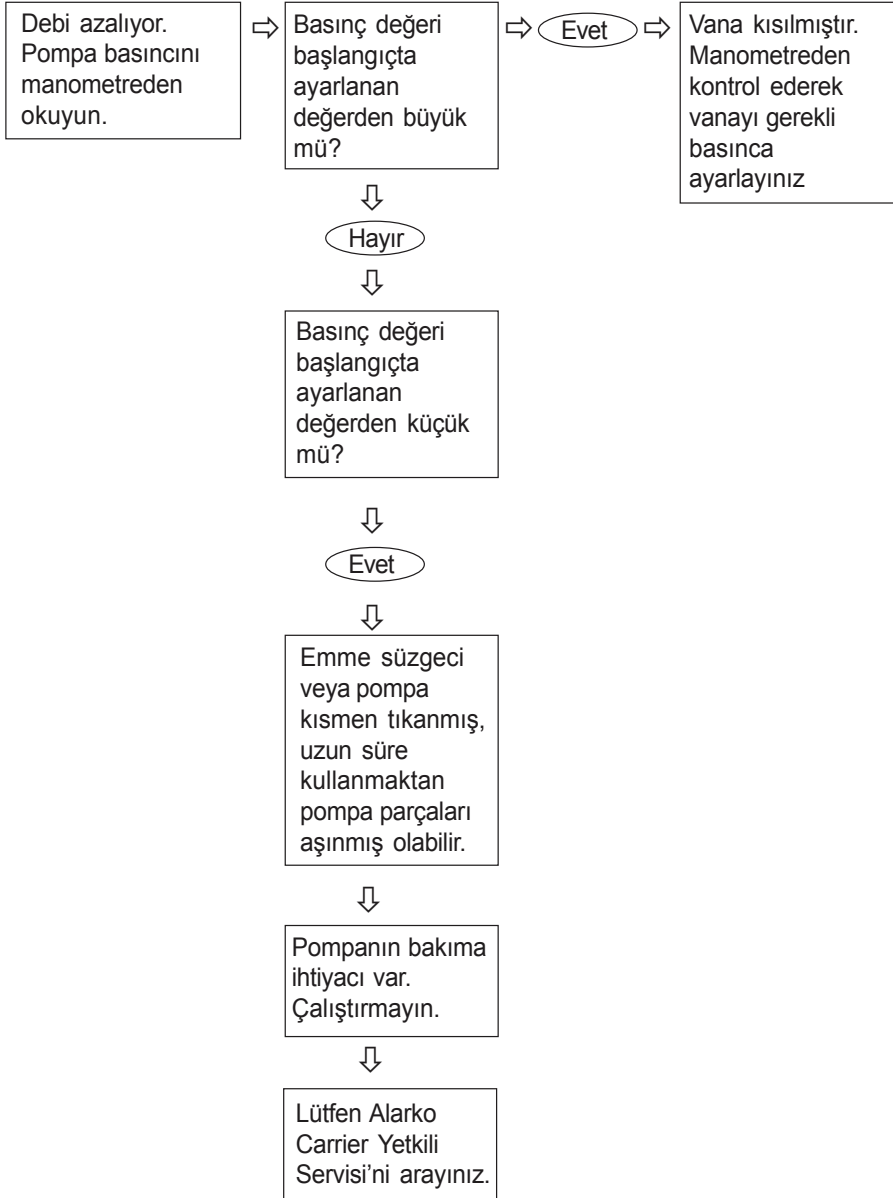 Debi azalıyor.
Pompa basıncını
manometreden
okuyun.
Basınç değeri
başlangıçta
ayarlanan
değerden büyük
mü?
Evet
Vana kısılmıştır.
Manometreden
kontrol ederek
vanayı gerekli
basınca
ayarlayınız
Hayır
Basınç değeri
başlangıçta
ayarlanan
değerden küçük
mü?
Evet
Emme süzgeci
veya pompa
kısmen tıkanmış,
uzun süre
kullanmaktan
pompa parçaları
aşınmış olabilir.
Pompanın bakıma
ihtiyacı var.
Çalıştırmayın.
Lütfen Alarko
Carrier Yetkili
Servisi’ni arayınız.